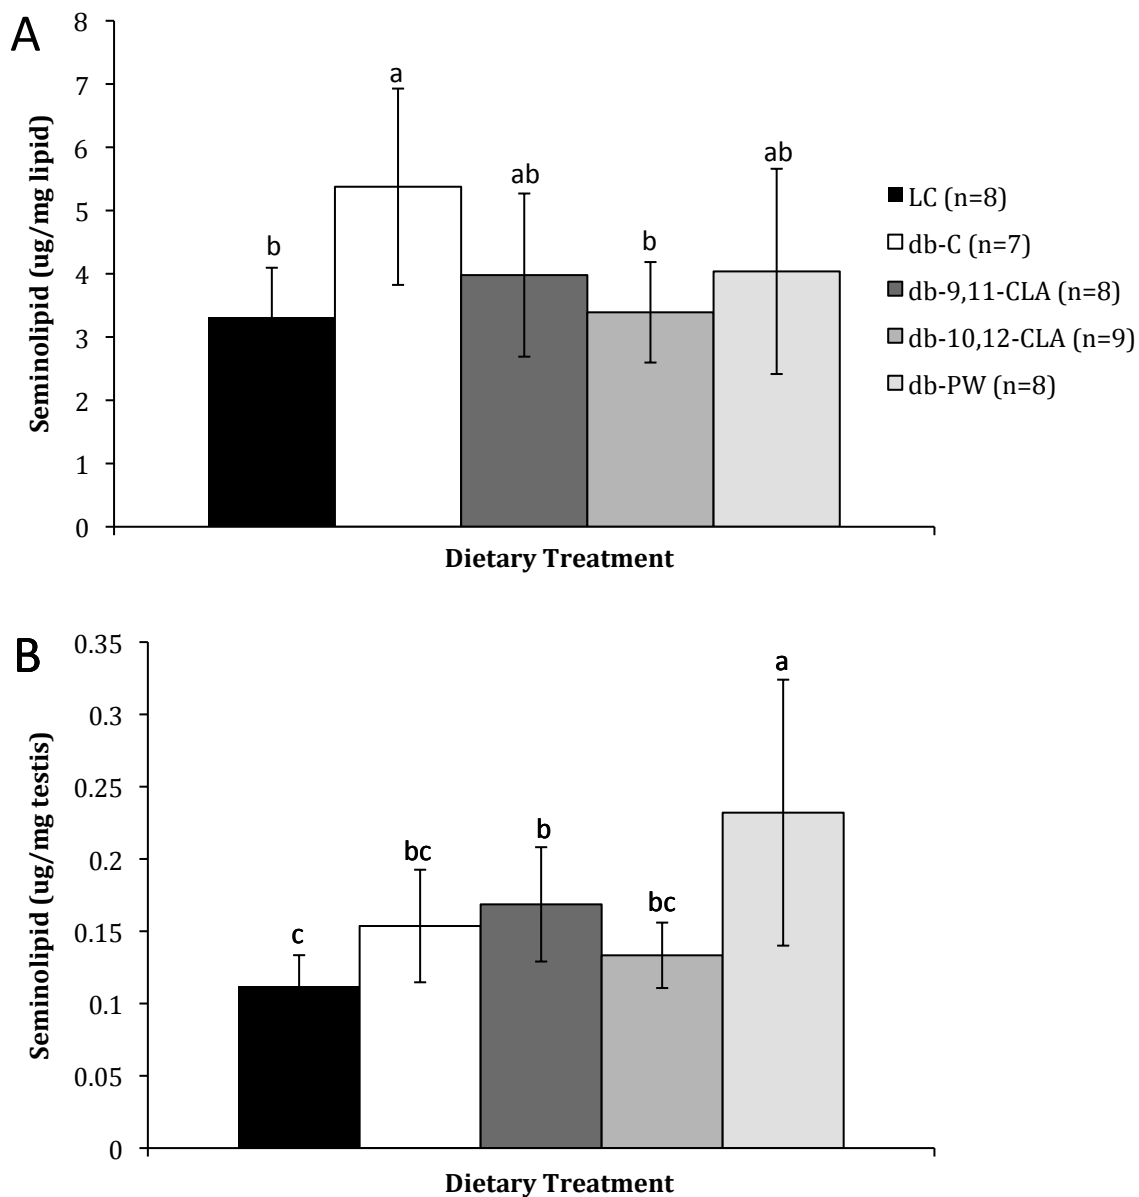 A
8
7
6
5
4
3
2
1
0
Seminolipid (ug/mg lipid)
b
a
ab
b
ab
LC (n=8)
db-C (n=7)
db-9,11-CLA (n=8)
db-10,12-CLA (n=9)
db-PW (n=8)
Dietary Treatment
B
0.35
0.3
0.25
0.2
0.15
0.1
0.05
0
Seminolipid (ug/mg testis)
c
bc
b
bc
a
Dietary Treatment